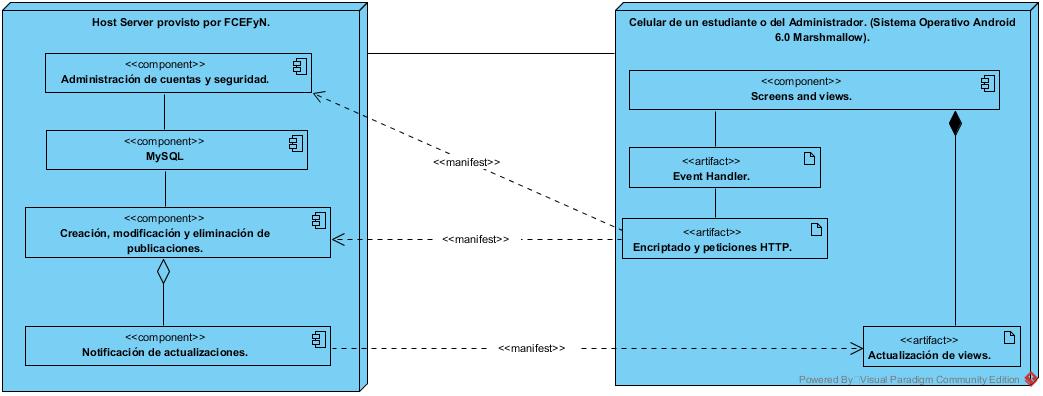 Host Server provisto por FCEFyN.
<<component>>
Administración de cuentas y seguridad.
<<component>>
MySQL
<<component>>
Creación, modificación y eliminación de
publicaciones.
<<component>>
Notificación de actualizaciones.
<<manifest>>
<<manifest>>
<<manifest>>
Celular de un estudiante o del Administrador. (Sistema Operativo Android
6.0 Marshmallow).
<<component>>
Screens and views.
<<artifact>>
Event Handler.
<<artifact>>
Encriptado y peticiones HTTP.
<<artifact>>
Actualización de views.
Powered By Visual Paradigm Community Edition